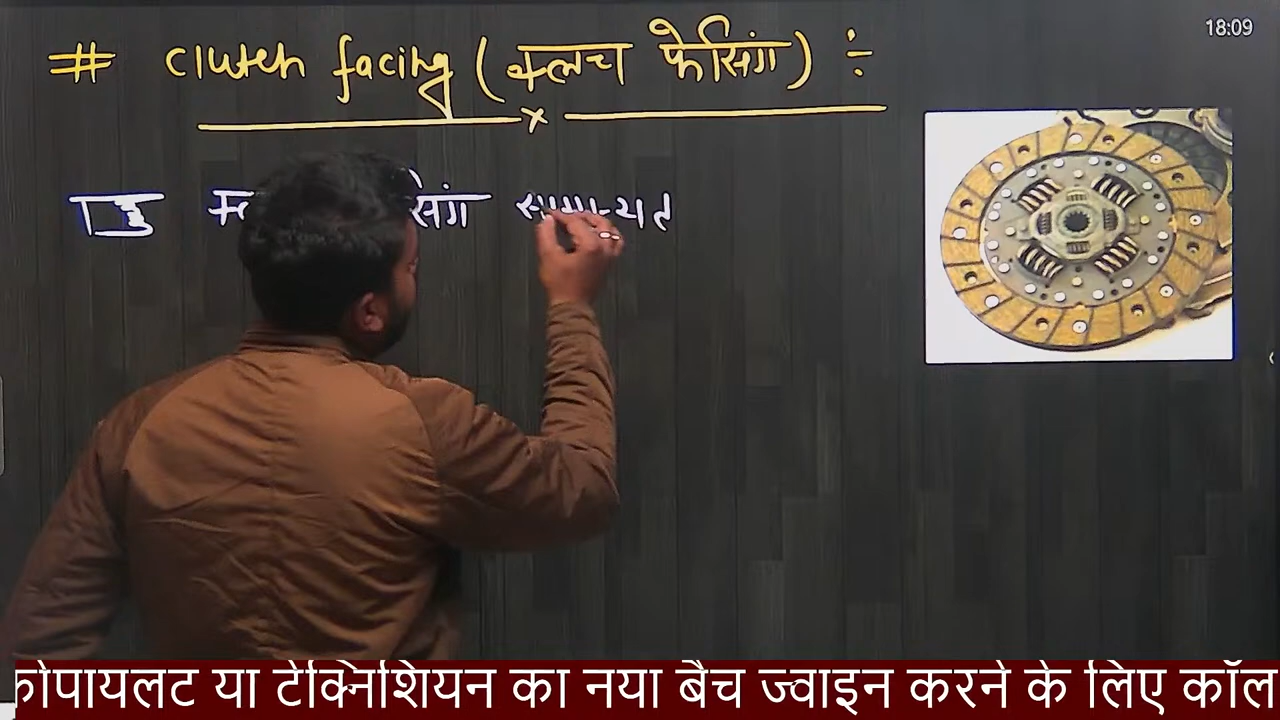 18:09
# Clutch facing (क्लच फेसिंग) ÷
सिंग सामान्यत
कोपायलट या टेक्निशियन का नया बैच ज्वाइन करने के लिए कॉल